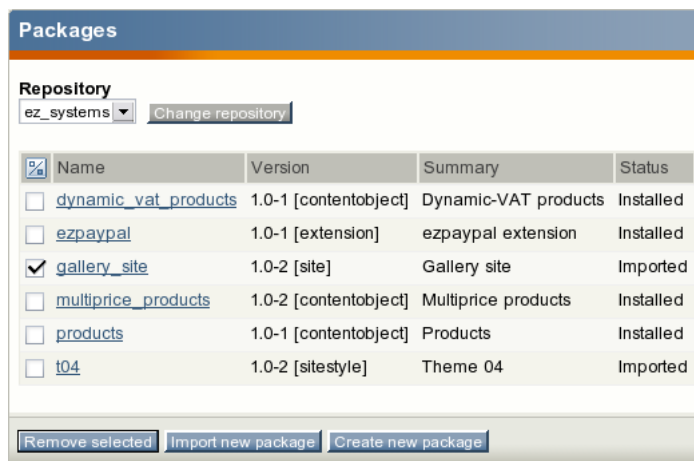 Packages
Repository
ez_systems Change repository
Name Version Summary Status
dynamic_vat_products 1.0-1 [contentobject] Dynamic-VAT products Installed
ezpaypal 1.0-1 [extension] ezpaypal extension Installed
gallery_site 1.0-2 [site] Gallery site Imported
multiprice_products 1.0-2 [contentobject] Multiprice products Installed
products 1.0-1 [contentobject] Products Installed
t04 1.0-2 [sitestyle] Theme 04 Imported
Remove selected Import new package Create new package